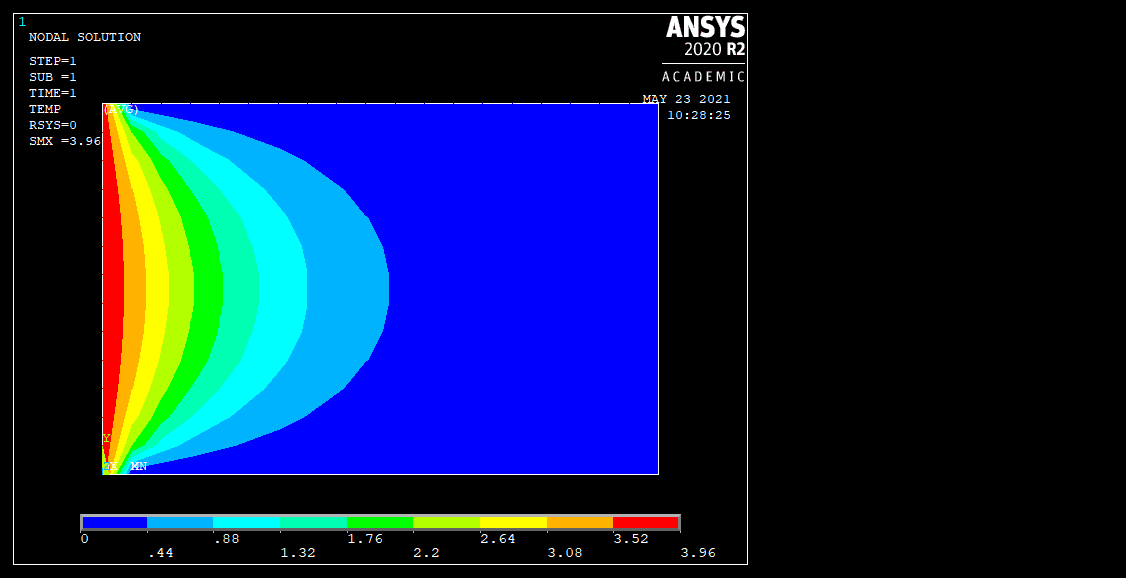 1
NODAL SOLUTION
STEP=1
SUB =1
TIME=1
TEMP (AVG)
RSYS=0
SMX =3.96
ANSYS
2020 R2
ACADEMIC
MAY 23 2021
10:28:25
Y
X MN
0 .44 .88 1.32 1.76 2.2 2.64 3.08 3.52 3.96